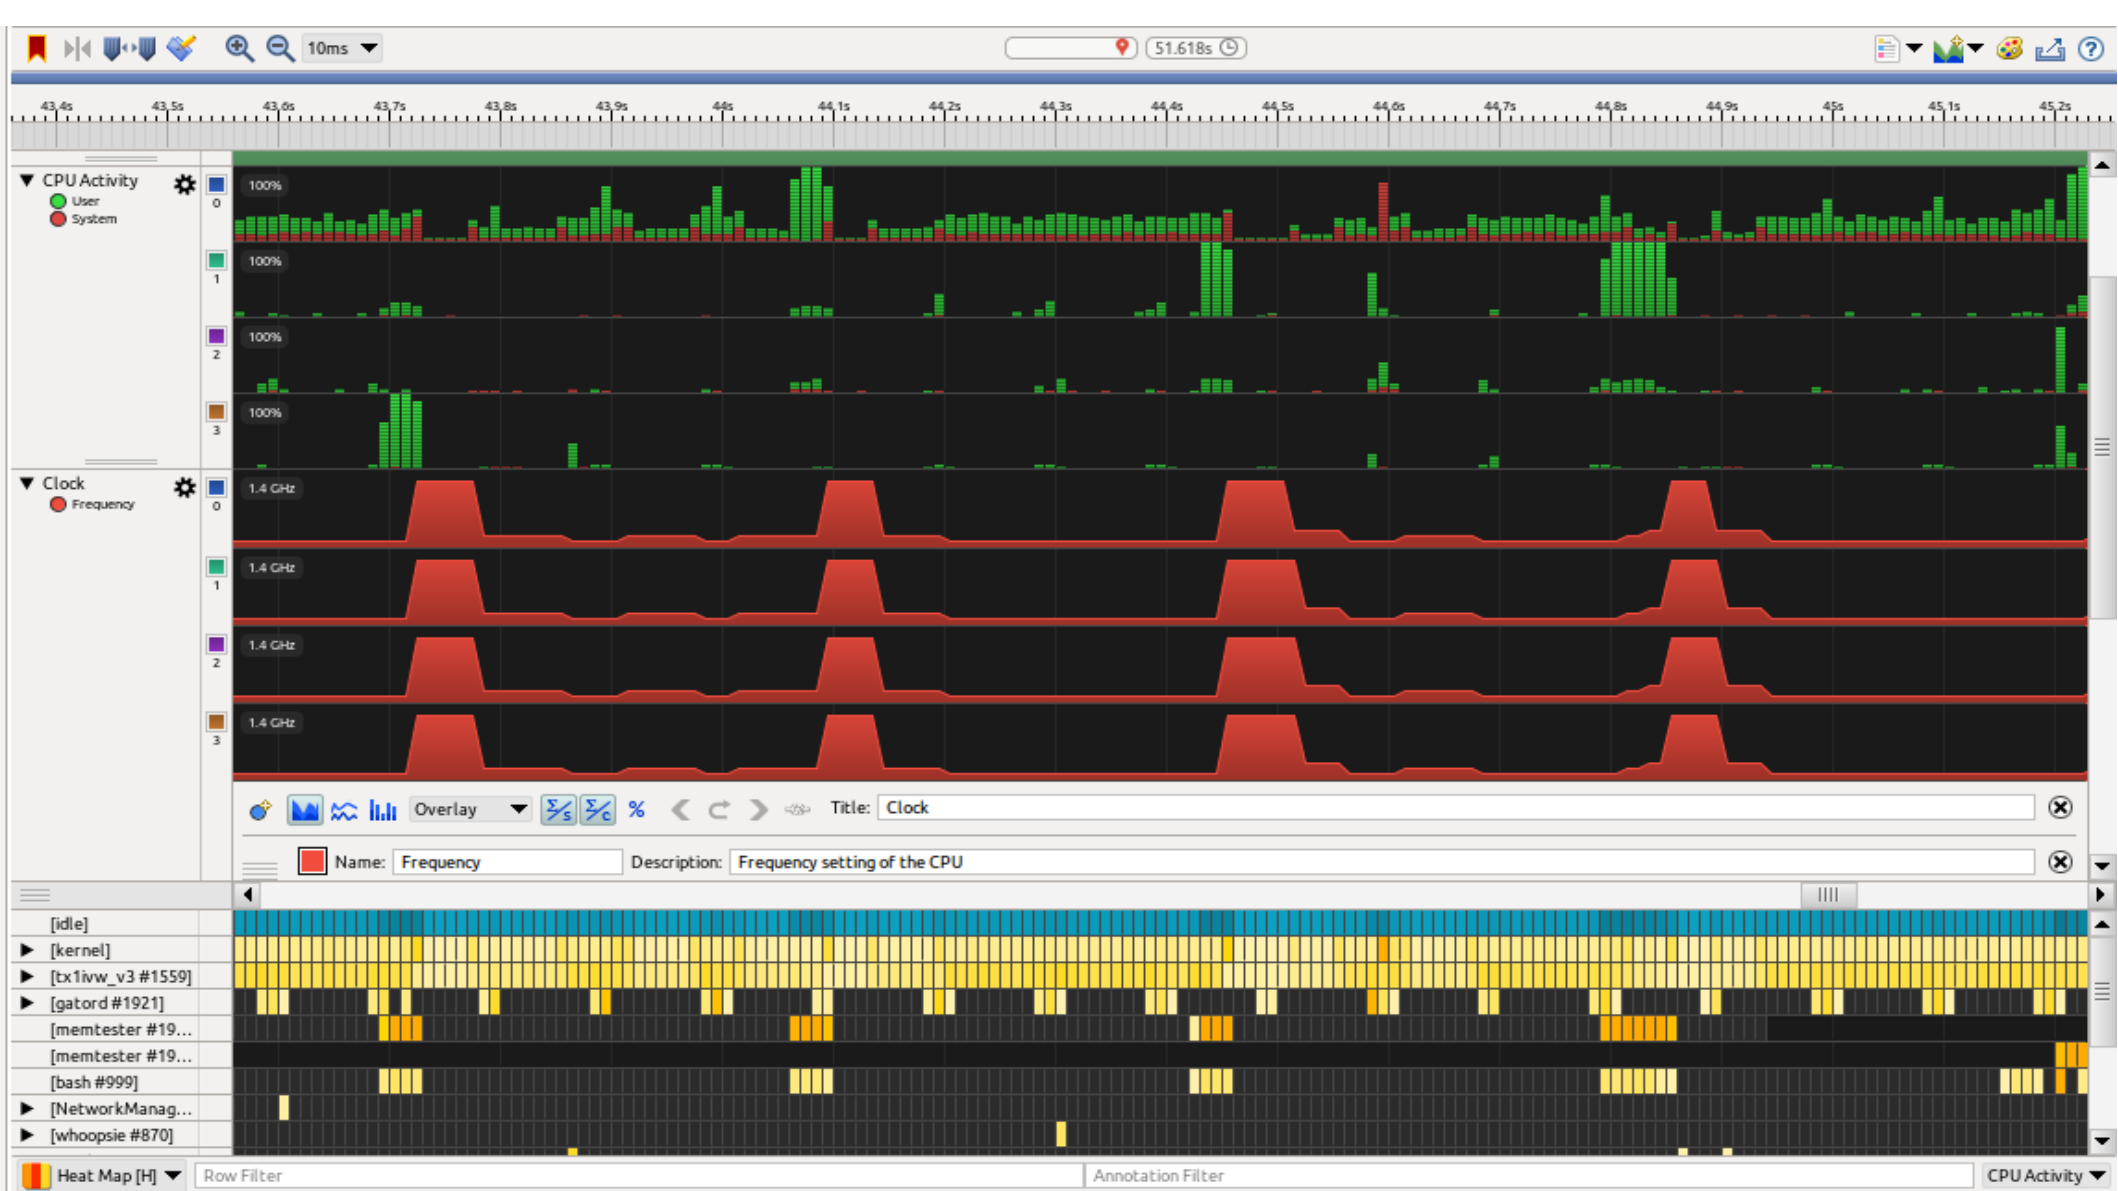 10ms
51.618s
43,4s 43,5s 43,6s 43,7s 43,8s 43,9s 44s 44,1s 44,2s 44,3s 44,4s 44,5s 44,6s 44,7s 44,8s 44,9s 45s 45,1s 45,2s
CPU Activity
User
System
0
100%
1
100%
2
100%
3
100%
Clock
Frequency
0
1.4 GHz
1
1.4 GHz
2
1.4 GHz
3
1.4 GHz
Overlay
%
Title: Clock
Name: Frequency
Description: Frequency setting of the CPU
[idle]
[kernel]
[tx1ivw_v3 #1559]
[gatord #1921]
[memtester #19...
[memtester #19...
[bash #999]
[NetworkManag...
[whoopsie #870]
Heat Map [H]
Row Filter
Annotation Filter
CPU Activity